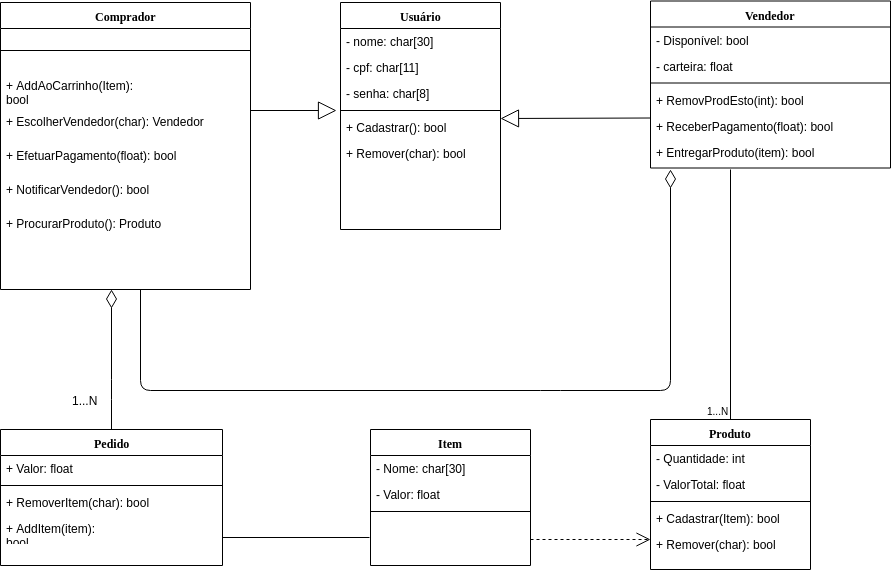 Comprador
+ AddAoCarrinho(Item):
bool
+ EscolherVendedor(char): Vendedor
+ EfetuarPagamento(float): bool
+ NotificarVendedor(): bool
+ ProcurarProduto(): Produto
Usuário
- nome: char[30]
- cpf: char[11]
- senha: char[8]
+ Cadastrar(): bool
+ Remover(char): bool
Vendedor
- Disponível: bool
- carteira: float
+ RemovProdEsto(int): bool
+ ReceberPagamento(float): bool
+ EntregarProduto(item): bool
1...N
1...N
Pedido
+ Valor: float
+ RemoverItem(char): bool
+ AddItem(item):
bool
Item
- Nome: char[30]
- Valor: float
Produto
- Quantidade: int
- ValorTotal: float
+ Cadastrar(Item): bool
+ Remover(char): bool